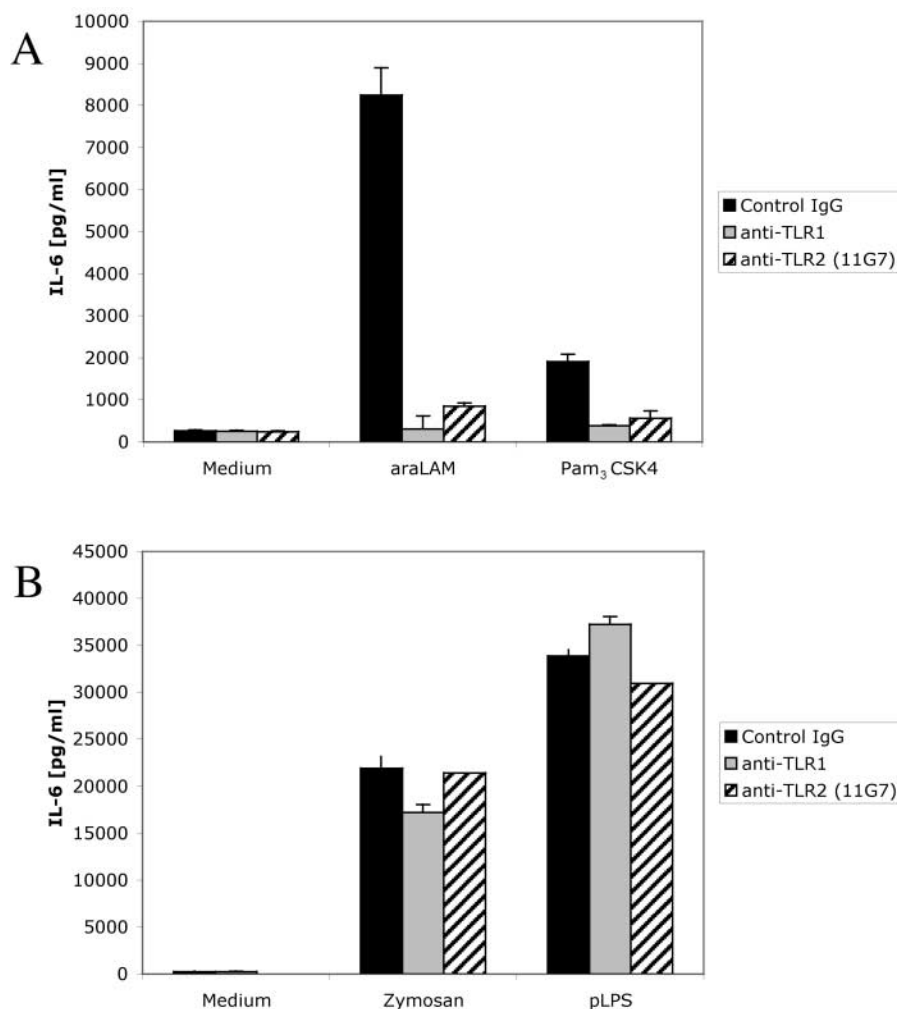 A
IL-6 [pg/ml]
10000
9000
8000
7000
6000
5000
4000
3000
2000
1000
0
Medium araLAM Pam₃CSK4
Control IgG
anti-TLR1
anti-TLR2 (11G7)
B
IL-6 [pg/ml]
45000
40000
35000
30000
25000
20000
15000
10000
5000
0
Medium Zymosan pLPS
Control IgG
anti-TLR1
anti-TLR2 (11G7)